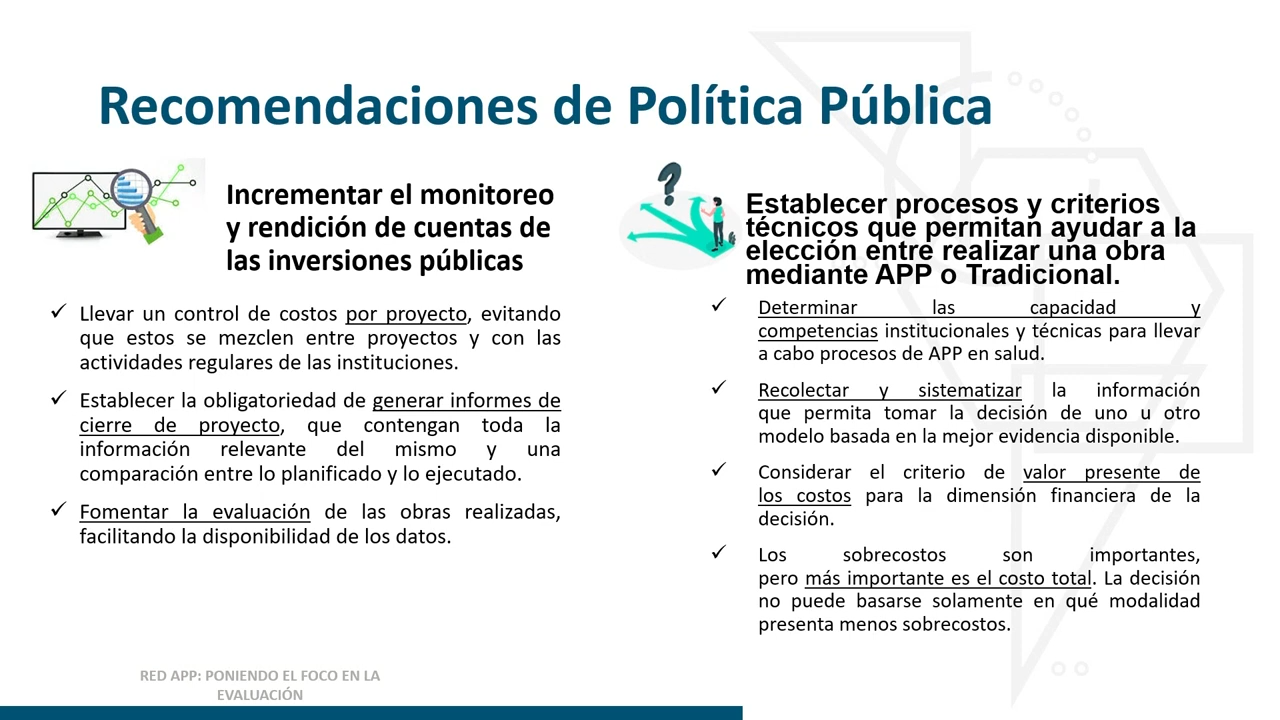 Recomendaciones de Política Pública
Incrementar el monitoreo
y rendición de cuentas de
las inversiones públicas
✓ Llevar un control de costos por proyecto, evitando
que estos se mezclen entre proyectos y con las
actividades regulares de las instituciones.
✓ Establecer la obligatoriedad de generar informes de
cierre de proyecto, que contengan toda la
información relevante del mismo y una
comparación entre lo planificado y lo ejecutado.
✓ Fomentar la evaluación de las obras realizadas,
facilitando la disponibilidad de los datos.
?
Establecer procesos y criterios
técnicos que permitan ayudar a la
elección entre realizar una obra
mediante APP o Tradicional.
✓ Determinar las capacidad y
competencias institucionales y técnicas para llevar
a cabo procesos de APP en salud.
✓ Recolectar y sistematizar la información
que permita tomar la decisión de uno u otro
modelo basada en la mejor evidencia disponible.
✓ Considerar el criterio de valor presente de
los costos para la dimensión financiera de la
decisión.
✓ Los sobrecostos son importantes,
pero más importante es el costo total. La decisión
no puede basarse solamente en qué modalidad
presenta menos sobrecostos.
RED APP: PONIENDO EL FOCO EN LA
EVALUACIÓN